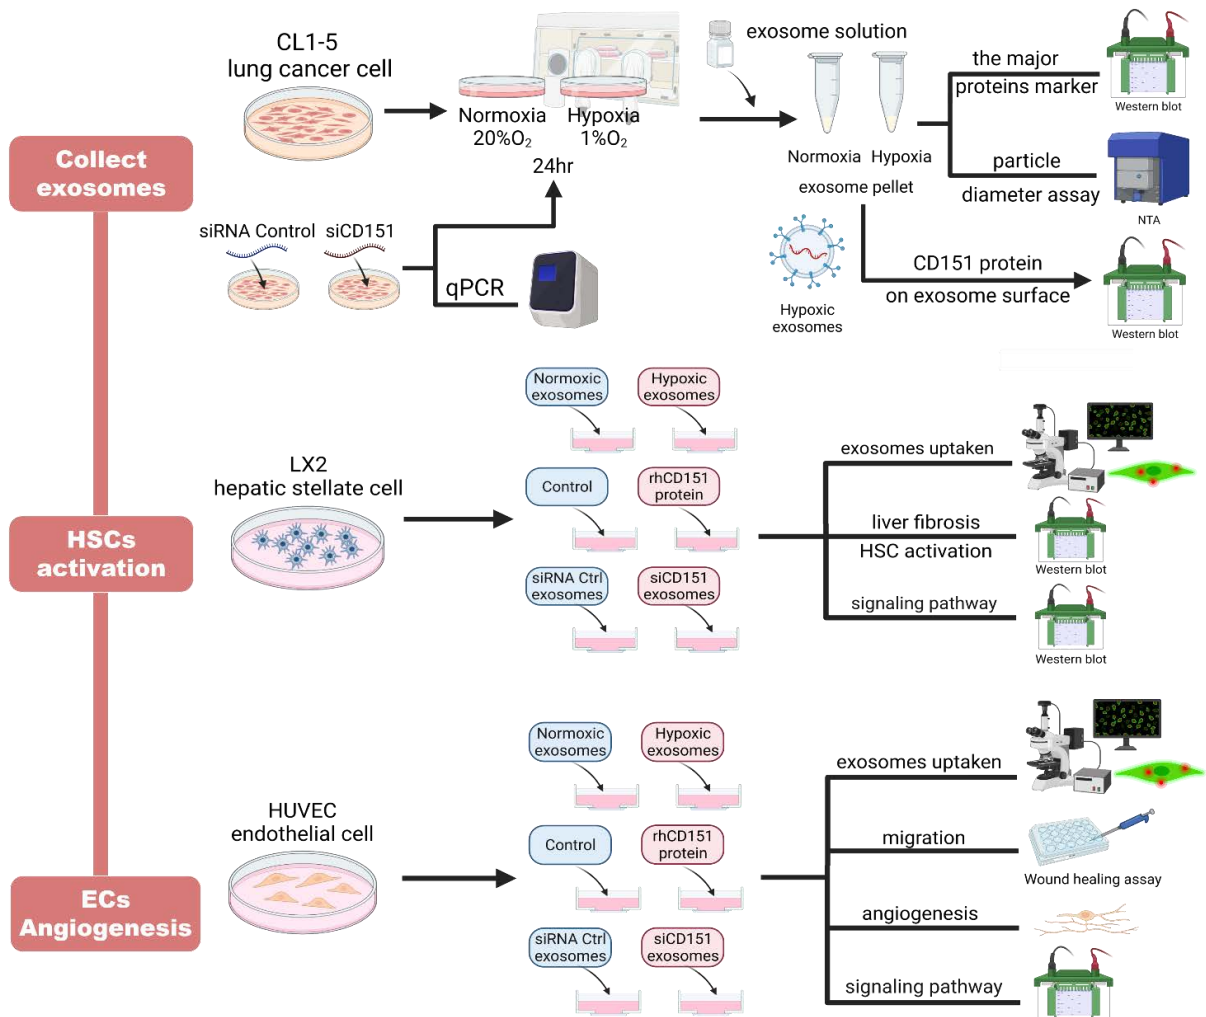 CL1-5
lung cancer cell
Normoxia
20%O₂
Hypoxia
1%O₂
24hr
exosome solution
Normoxia
Hypoxia
exosome pellet
the major
proteins marker
Western blot
particle
diameter assay
NTA
Collect
exosomes
siRNA Control
siCD151
qPCR
Hypoxic
exosomes
CD151 protein
on exosome surface
Western blot
HSCs
activation
LX2
hepatic stellate cell
Normoxic
exosomes
Hypoxic
exosomes
Control
rhCD151
protein
siRNA Ctrl
exosomes
siCD151
exosomes
exosomes uptaken
liver fibrosis
HSC activation
Western blot
signaling pathway
Western blot
ECs
Angiogenesis
HUVEC
endothelial cell
Normoxic
exosomes
Hypoxic
exosomes
Control
rhCD151
protein
siRNA Ctrl
exosomes
siCD151
exosomes
exosomes uptaken
migration
Wound healing assay
angiogenesis
signaling pathway